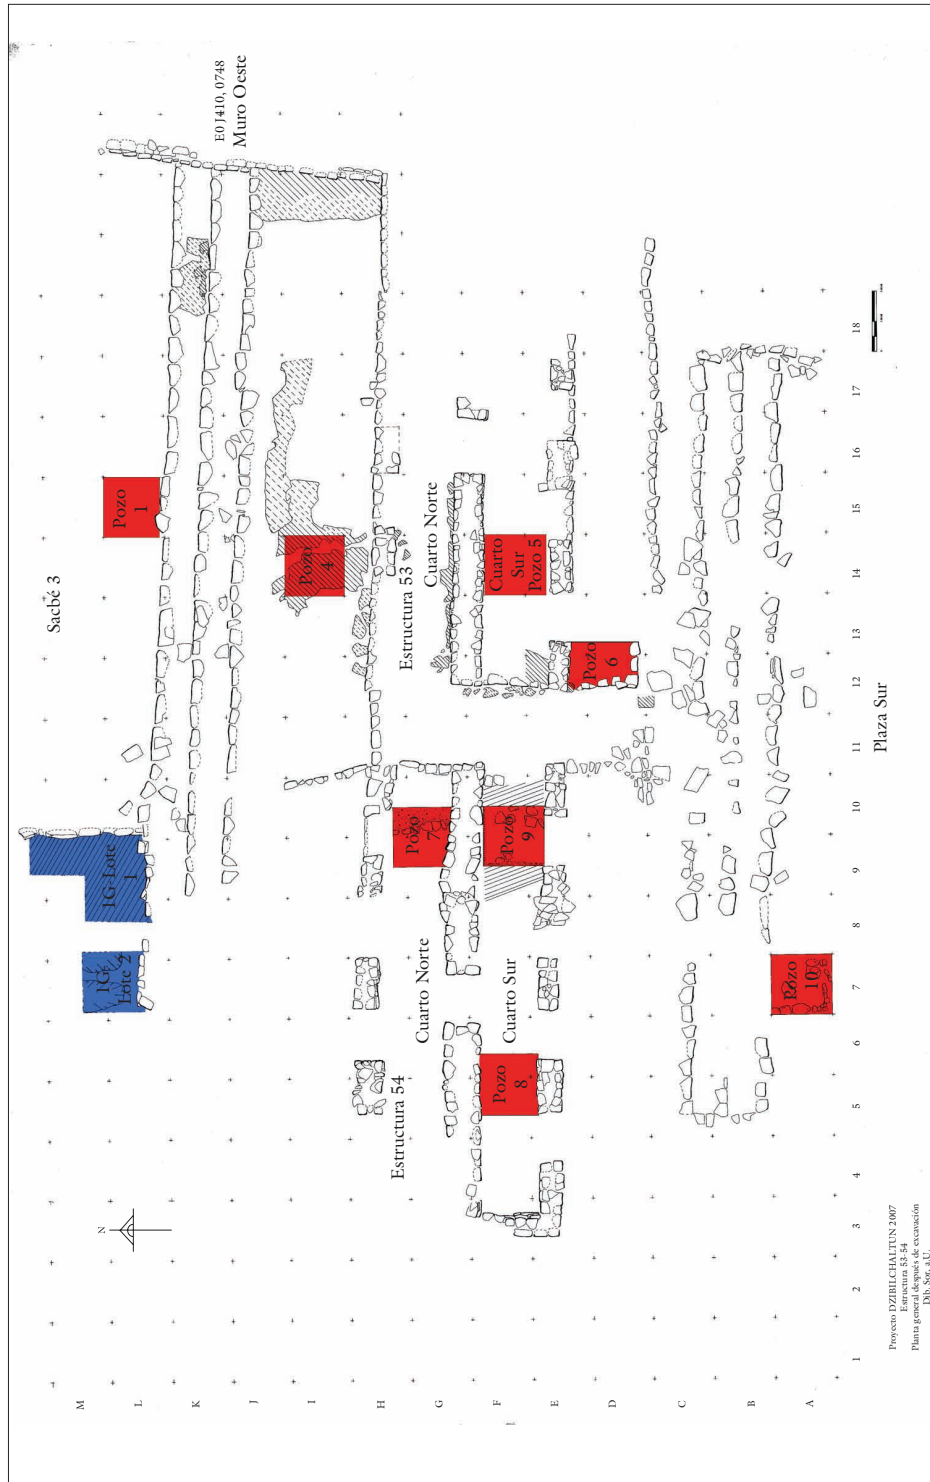 Sacbé 3
M
N
1G-Lote
1
1G
Lote 2
Pozo
1
L
K
E0 J410, 0748
Muro Oeste
J
I
Pozo
4
H
Estructura 54
Estructura 53
G
Cuarto Norte
Pozo
7
Cuarto Norte
F
Pozo
8
Cuarto Sur
Pozo
9
Cuarto
Sur
Pozo 5
E
D
Pozo
6
C
B
A
Pozo
10
1 2 3 4 5 6 7 8 9 10 11 12 13 14 15 16 17 18
Plaza Sur
Proyecto DZIBILCHALTUN 2007
Estructura 53-54
Planta general después de excavación
Dib. Sor. a.U.